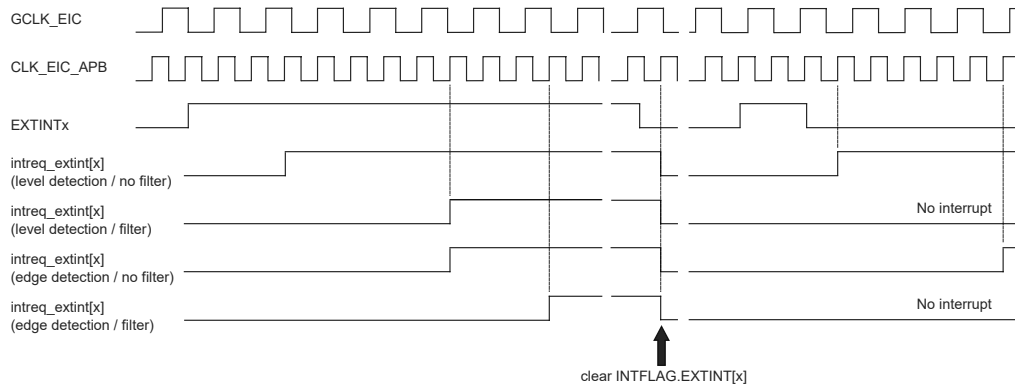 GCLK_EIC
CLK_EIC_APB
EXTINTx
intreq_extint[x]
(level detection / no filter)
intreq_extint[x]
(level detection / filter)
No interrupt
intreq_extint[x]
(edge detection / no filter)
intreq_extint[x]
(edge detection / filter)
No interrupt
clear INTFLAG.EXTINT[x]